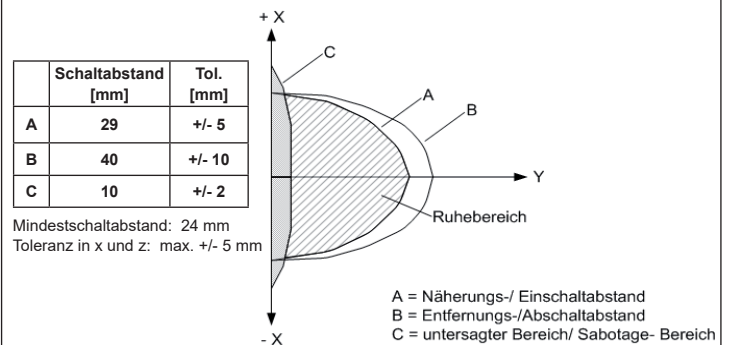 + X
C
Schaltabstand [mm] Tol. [mm]
A 29 +/- 5
B 40 +/- 10
C 10 +/- 2
A
B
Y
Ruhebereich
Mindestschaltabstand: 24 mm
Toleranz in x und z: max. +/- 5 mm
A = Näherungs-/ Einschaltabstand
B = Entfernungs-/Abschaltabstand
C = untersagter Bereich/ Sabotage- Bereich
- X